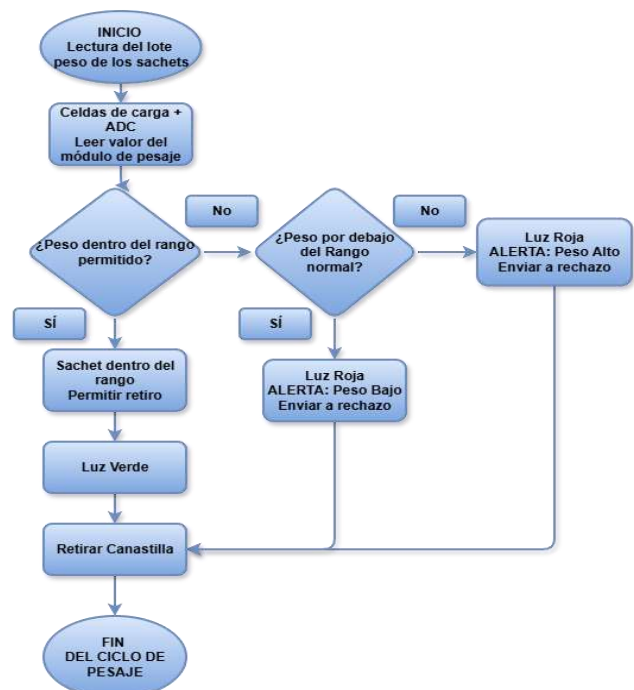 INICIO
Lectura del lote
peso de los sachets
Celdas de carga +
ADC
Leer valor del
módulo de pesaje
¿Peso dentro del rango
permitido?
No
¿Peso por debajo
del Rango
normal?
No
Luz Roja
ALERTA: Peso Alto
Enviar a rechazo
SÍ
SÍ
Sachet dentro del
rango
Permitir retiro
Luz Roja
ALERTA: Peso Bajo
Enviar a rechazo
Luz Verde
Retirar Canastilla
FIN
DEL CICLO DE
PESAJE